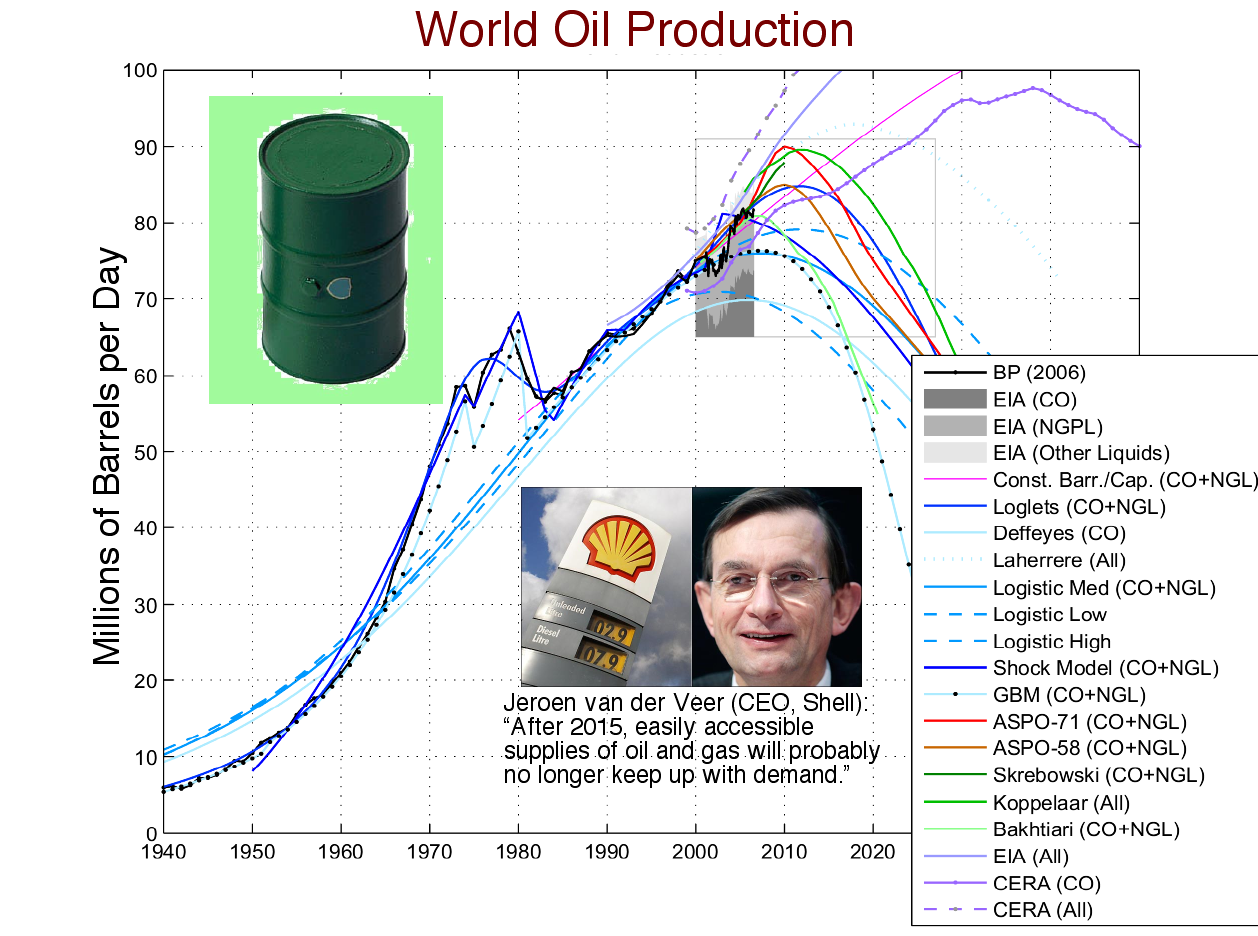 World Oil Production
Millions of Barrels per Day
100
90
80
70
60
50
40
30
20
10
0
1940
1950
1960
1970
1980
1990
2000
2010
2020
Unleaded
Litre
Diesel
Litre
Jeroen van der Veer (CEO, Shell):
“After 2015, easily accessible
supplies of oil and gas will probably
no longer keep up with demand.”
BP (2006)
EIA (CO)
EIA (NGPL)
EIA (Other Liquids)
Const. Barr./Cap. (CO+NGL)
Loglets (CO+NGL)
Deffeyes (CO)
Laherrere (All)
Logistic Med (CO+NGL)
Logistic Low
Logistic High
Shock Model (CO+NGL)
GBM (CO+NGL)
ASPO-71 (CO+NGL)
ASPO-58 (CO+NGL)
Skrebowski (CO+NGL)
Koppelaar (All)
Bakhtiari (CO+NGL)
EIA (All)
CERA (CO)
CERA (All)